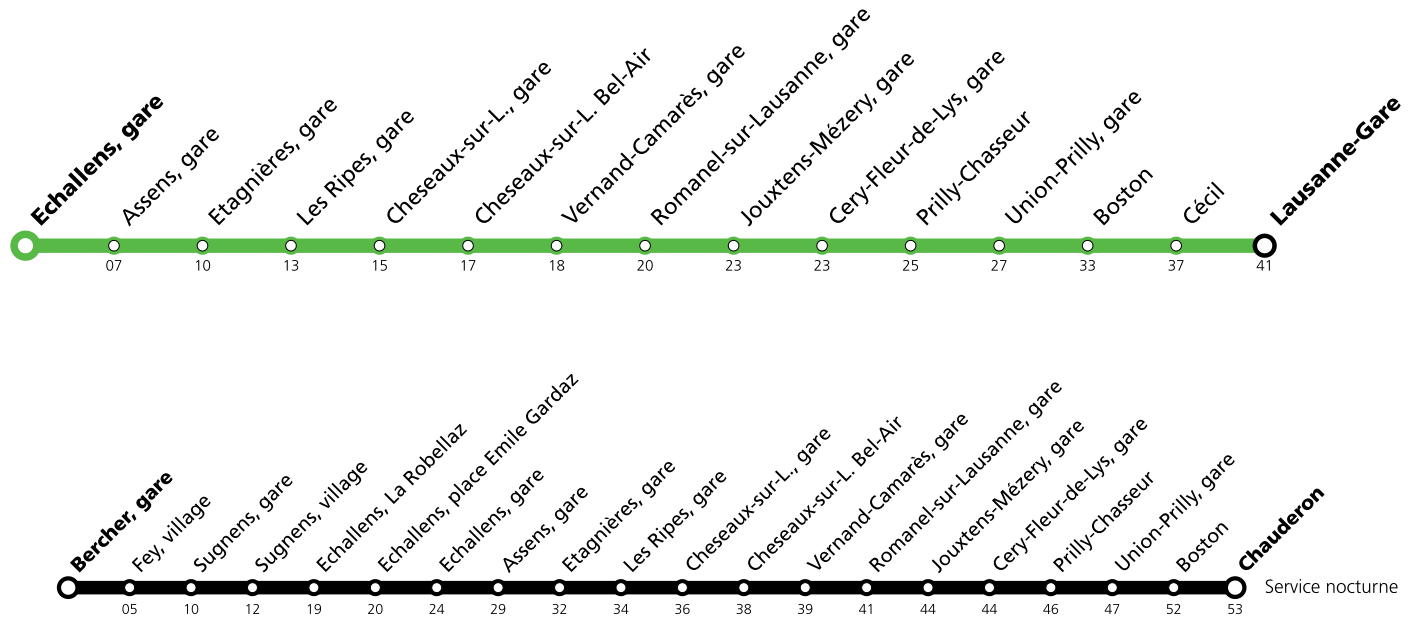 Echallens, gare
Assens, gare
Etagnières, gare
Les Ripes, gare
Cheseaux-sur-L., gare
Cheseaux-sur-L. Bel-Air
Vernand-Camarès, gare
Romanel-sur-Lausanne, gare
Jouxtens-Mézery, gare
Cery-Fleur-de-Lys, gare
Prilly-Chasseur
Union-Prilly, gare
Boston
Cécil
Lausanne-Gare
07 10 13 15 17 18 20 23 23 25 27 33 37 41
Bercher, gare
Fey, village
Sugnens, gare
Sugnens, village
Echallens, La Robellaz
Echallens, place Emile Gardaz
Echallens, gare
Assens, gare
Etagnières, gare
Les Ripes, gare
Cheseaux-sur-L., gare
Cheseaux-sur-L. Bel-Air
Vernand-Camarès, gare
Romanel-sur-Lausanne, gare
Jouxtens-Mézery, gare
Cery-Fleur-de-Lys, gare
Prilly-Chasseur
Union-Prilly, gare
Boston
Chauderon
Service nocturne
05 10 12 19 20 24 29 32 34 36 38 39 41 44 44 46 47 52 53